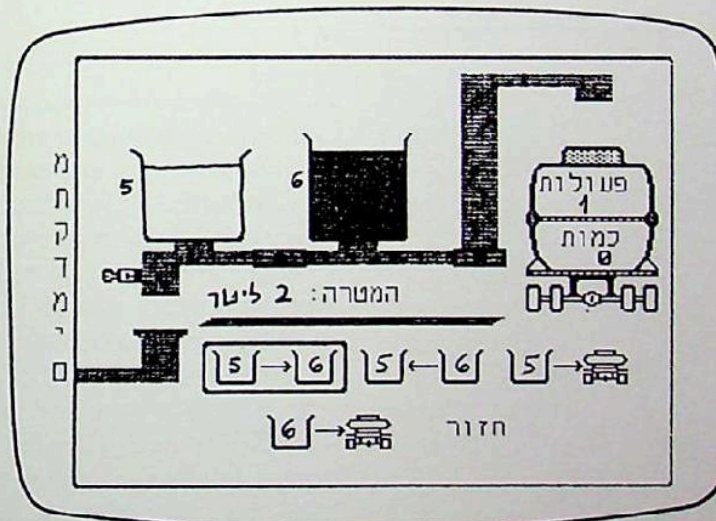 מתקדמים
5
6
פעולות
1
כמות
0
המטרה: 2 ליטר
5 → 6
5 ← 6
5 →
6 →
חזור